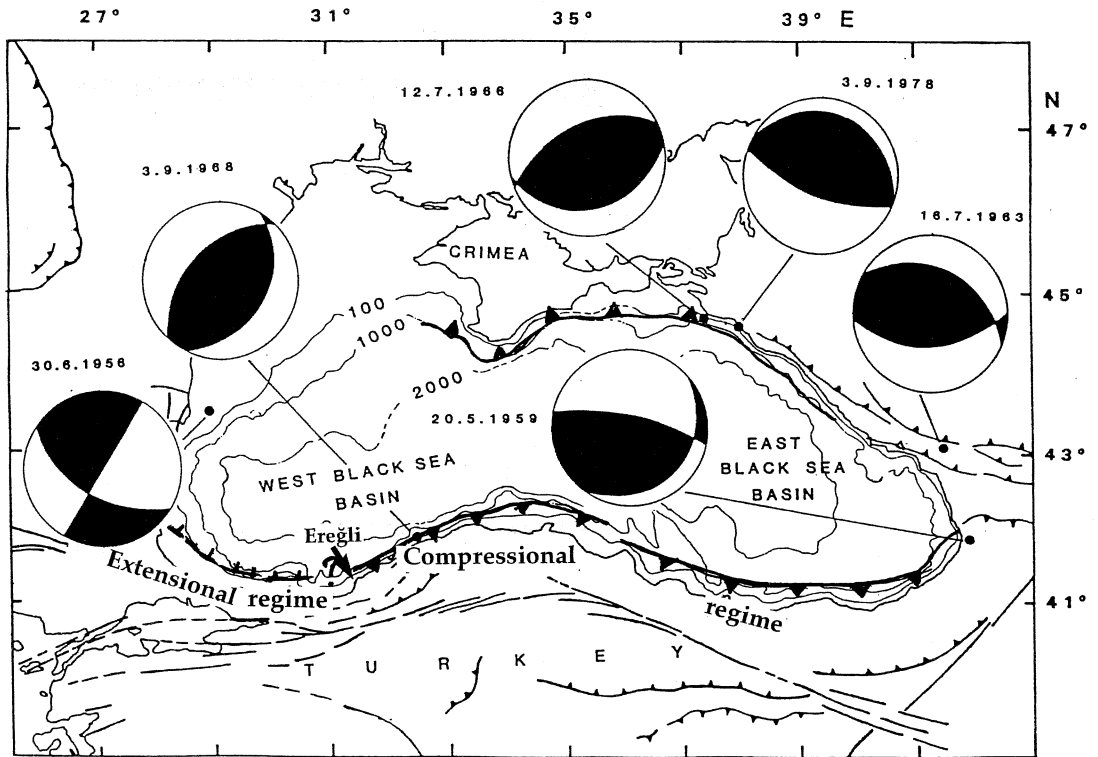 27° 31° 35° 39° E
12.7.1966
3.9.1978
N
47°
3.9.1968
16.7.1963
CRIMEA
45°
100
1000
30.6.1956
2000
20.5.1959
EAST
BLACK SEA
BASIN
43°
WEST BLACK SEA
BASIN
Ereğli
?
Compressional
Extensional regime
regime
41°
TURKEY